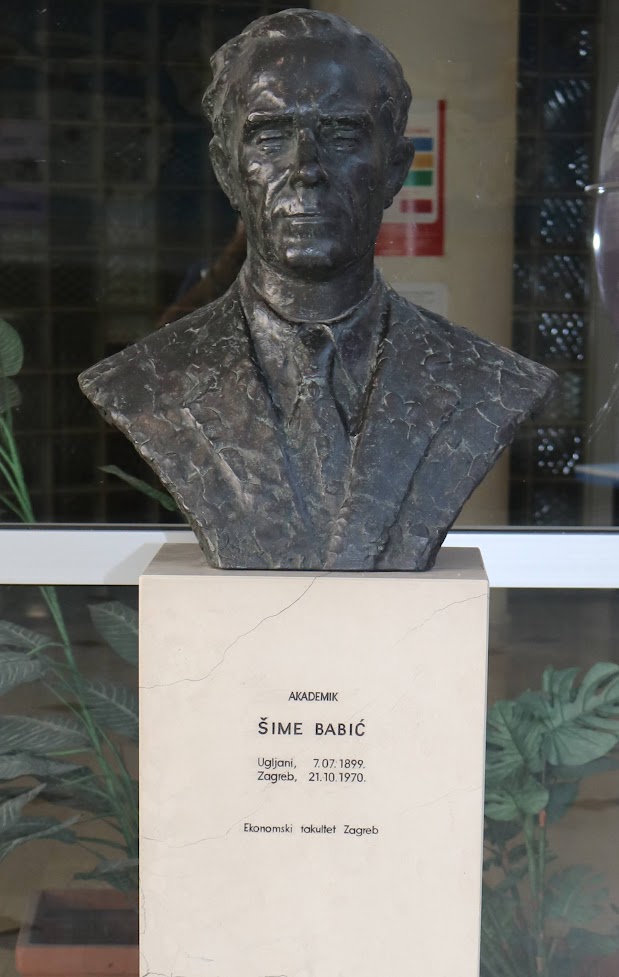 AKADEMIK
ŠIME BABIĆ
Ugljani, 7.07.1899.
Zagreb, 21.10.1970.
Ekonomski fakultet Zagreb